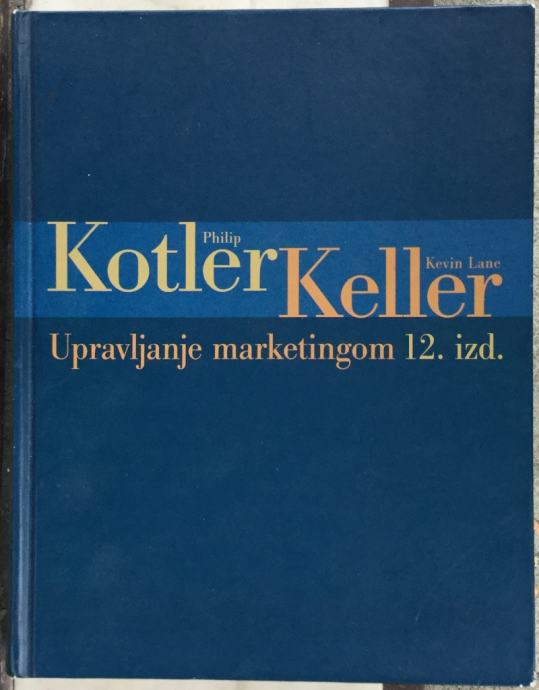 Philip
Kotler
Kevin Lane
Keller
Upravljanje marketingom 12. izd.